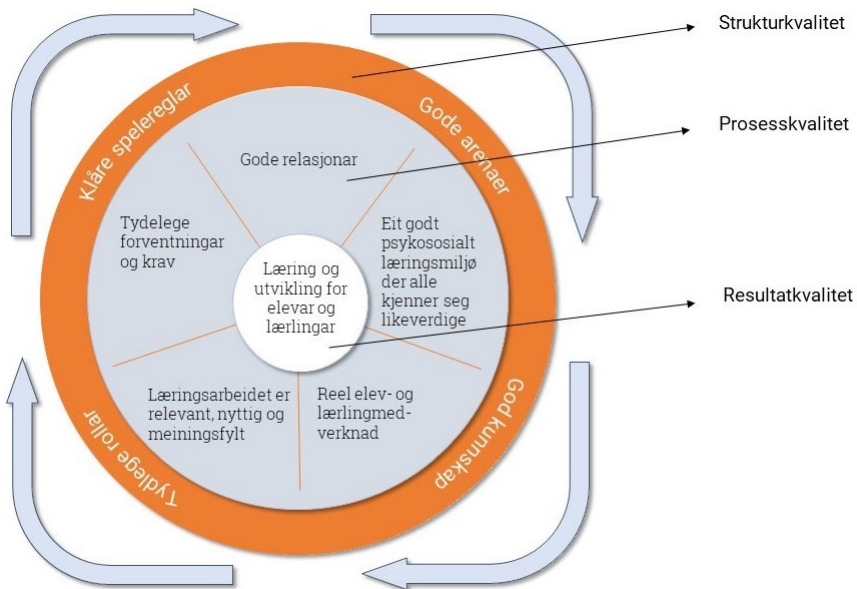 Strukturkvalitet
Prosesskvalitet
Resultatkvalitet
Klåre spelereglar
Gode arenaer
God kunnskap
Tydlege rollar
Gode relasjonar
Tydelege
forventningar
og krav
Eit godt
psykososialt
læringsmiljø
der alle
kjenner seg
likeverdige
Læring og
utvikling for
elevar og
lærlingar
Læringsarbeidet er
relevant, nyttig og
meiningsfylt
Reel elev- og
lærlingmed-
verknad